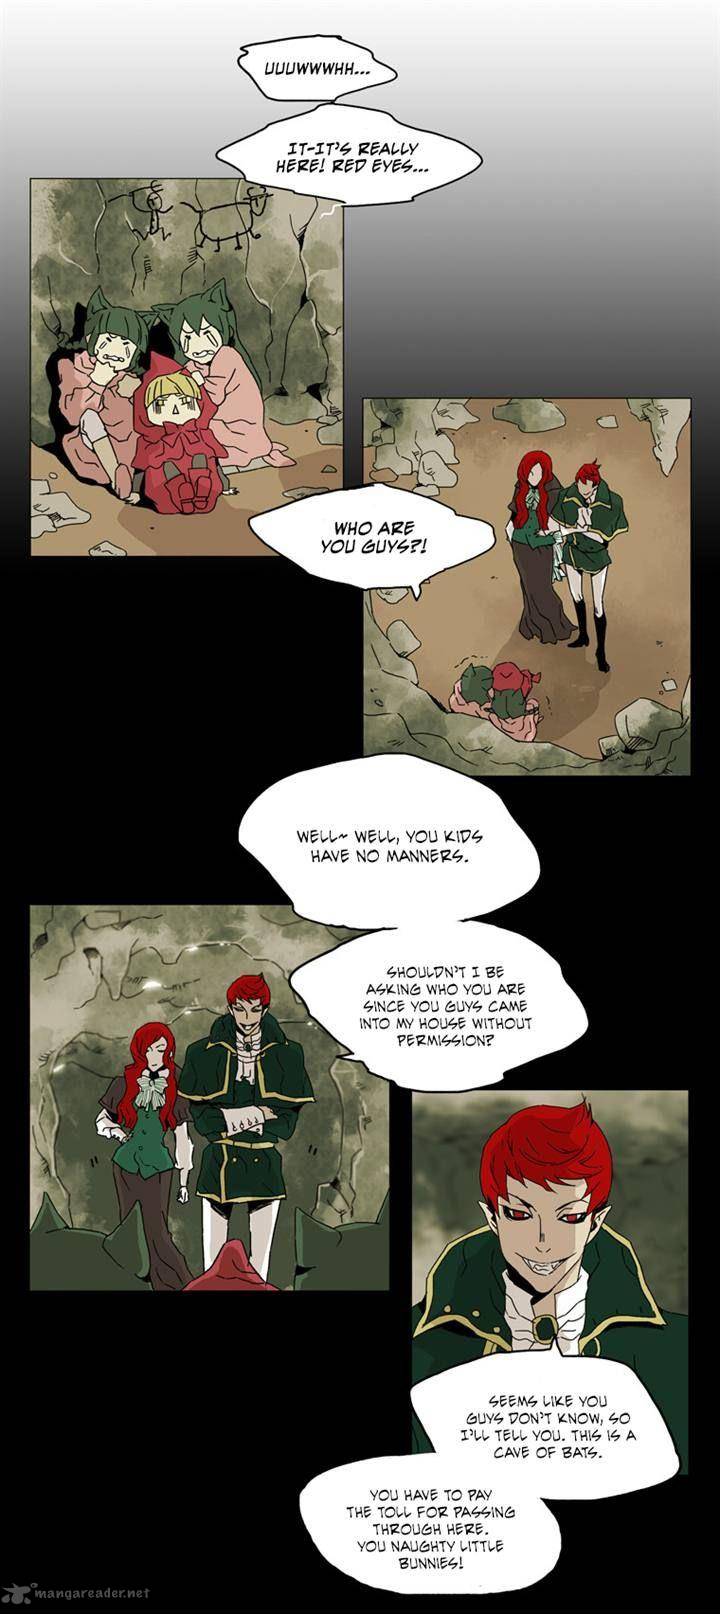 UUUWWWHH...
IT-IT'S REALLY
HERE! RED EYES...
WHO ARE
YOU GUYS?!
WELL~ WELL, YOU KIDS
HAVE NO MANNERS.
SHOULDN'T I BE
ASKING WHO YOU ARE
SINCE YOU GUYS CAME
INTO MY HOUSE WITHOUT
PERMISSION?
SEEMS LIKE YOU
GUYS DON'T KNOW, SO
I'LL TELL YOU. THIS IS A
CAVE OF BATS.
YOU HAVE TO PAY
THE TOLL FOR PASSING
THROUGH HERE.
YOU NAUGHTY LITTLE
BUNNIES!
mangareader.net